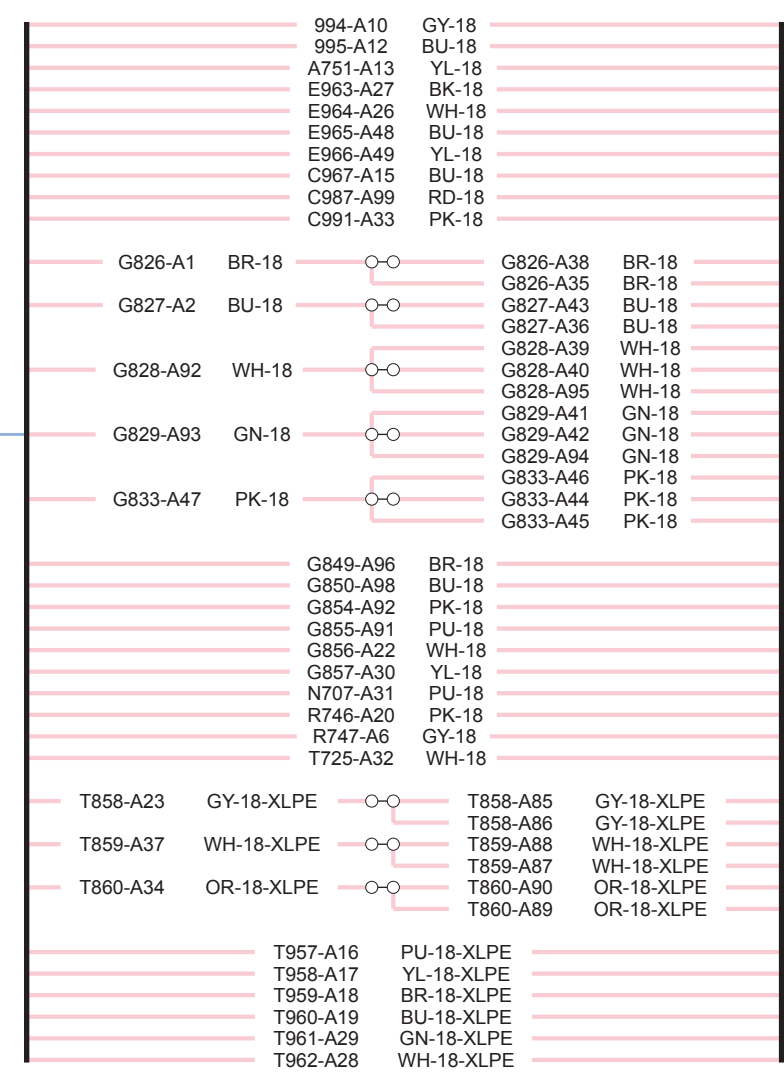 994-A10 GY-18
995-A12 BU-18
A751-A13 YL-18
E963-A27 BK-18
E964-A26 WH-18
E965-A48 BU-18
E966-A49 YL-18
C967-A15 BU-18
C987-A99 RD-18
C991-A33 PK-18
G826-A1 BR-18 G826-A38 BR-18
G826-A35 BR-18
G827-A2 BU-18 G827-A43 BU-18
G827-A36 BU-18
G828-A39 WH-18
G828-A92 WH-18 G828-A40 WH-18
G828-A95 WH-18
G829-A41 GN-18
G829-A93 GN-18 G829-A42 GN-18
G829-A94 GN-18
G833-A46 PK-18
G833-A47 PK-18 G833-A44 PK-18
G833-A45 PK-18
G849-A96 BR-18
G850-A98 BU-18
G854-A92 PK-18
G855-A91 PU-18
G856-A22 WH-18
G857-A30 YL-18
N707-A31 PU-18
R746-A20 PK-18
R747-A6 GY-18
T725-A32 WH-18
T858-A23 GY-18-XLPE T858-A85 GY-18-XLPE
T858-A86 GY-18-XLPE
T859-A37 WH-18-XLPE T859-A88 WH-18-XLPE
T859-A87 WH-18-XLPE
T860-A34 OR-18-XLPE T860-A90 OR-18-XLPE
T860-A89 OR-18-XLPE
T957-A16 PU-18-XLPE
T958-A17 YL-18-XLPE
T959-A18 BR-18-XLPE
T960-A19 BU-18-XLPE
T961-A29 GN-18-XLPE
T962-A28 WH-18-XLPE